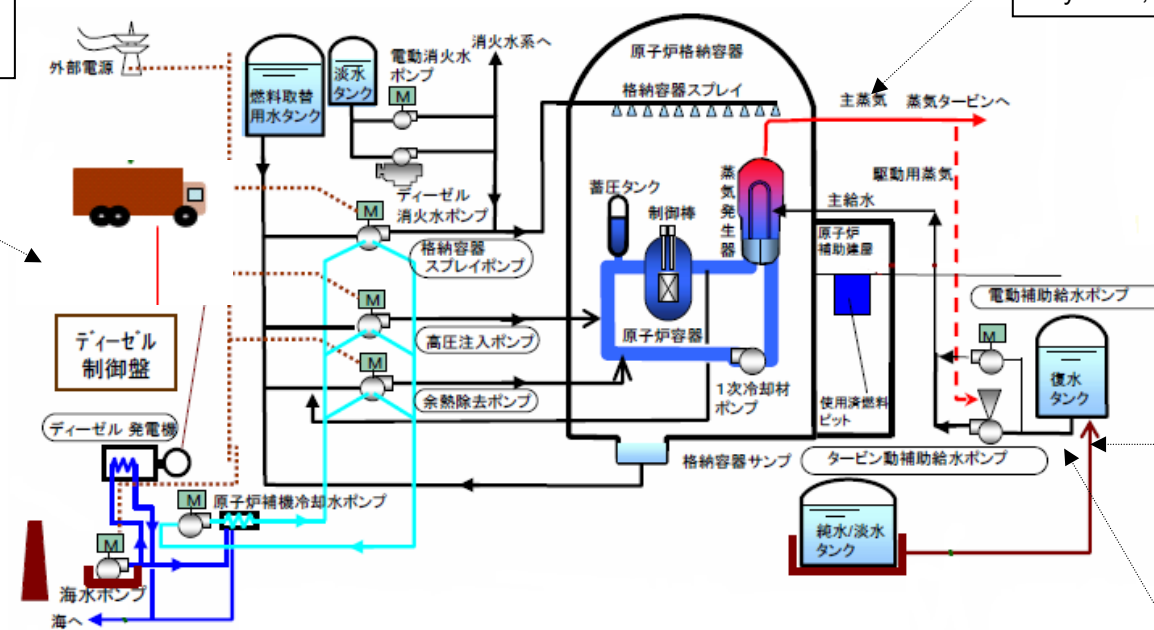 外部電源
燃料取替
用水タンク
淡水
タンク
電動消火水
ポンプ
M
消火水系へ
ディーゼル
消火水ポンプ
原子炉格納容器
格納容器スプレイ
主蒸気 蒸気タービンへ
駆動用蒸気
主給水
蓄圧タンク
制御棒
蒸気発生器
原子炉
補助建屋
M
格納容器
スプレイポンプ
M
高圧注入ポンプ
原子炉容器
M
余熱除去ポンプ
1次冷却材
ポンプ
使用済燃料
ピット
電動補助給水ポンプ
M
復水
タンク
ディーゼル
制御盤
ディーゼル 発電機
格納容器サンプ
タービン動補助給水ポンプ
M
原子炉補機冷却水ポンプ
純水/淡水
タンク
M
海水ポンプ
海へ